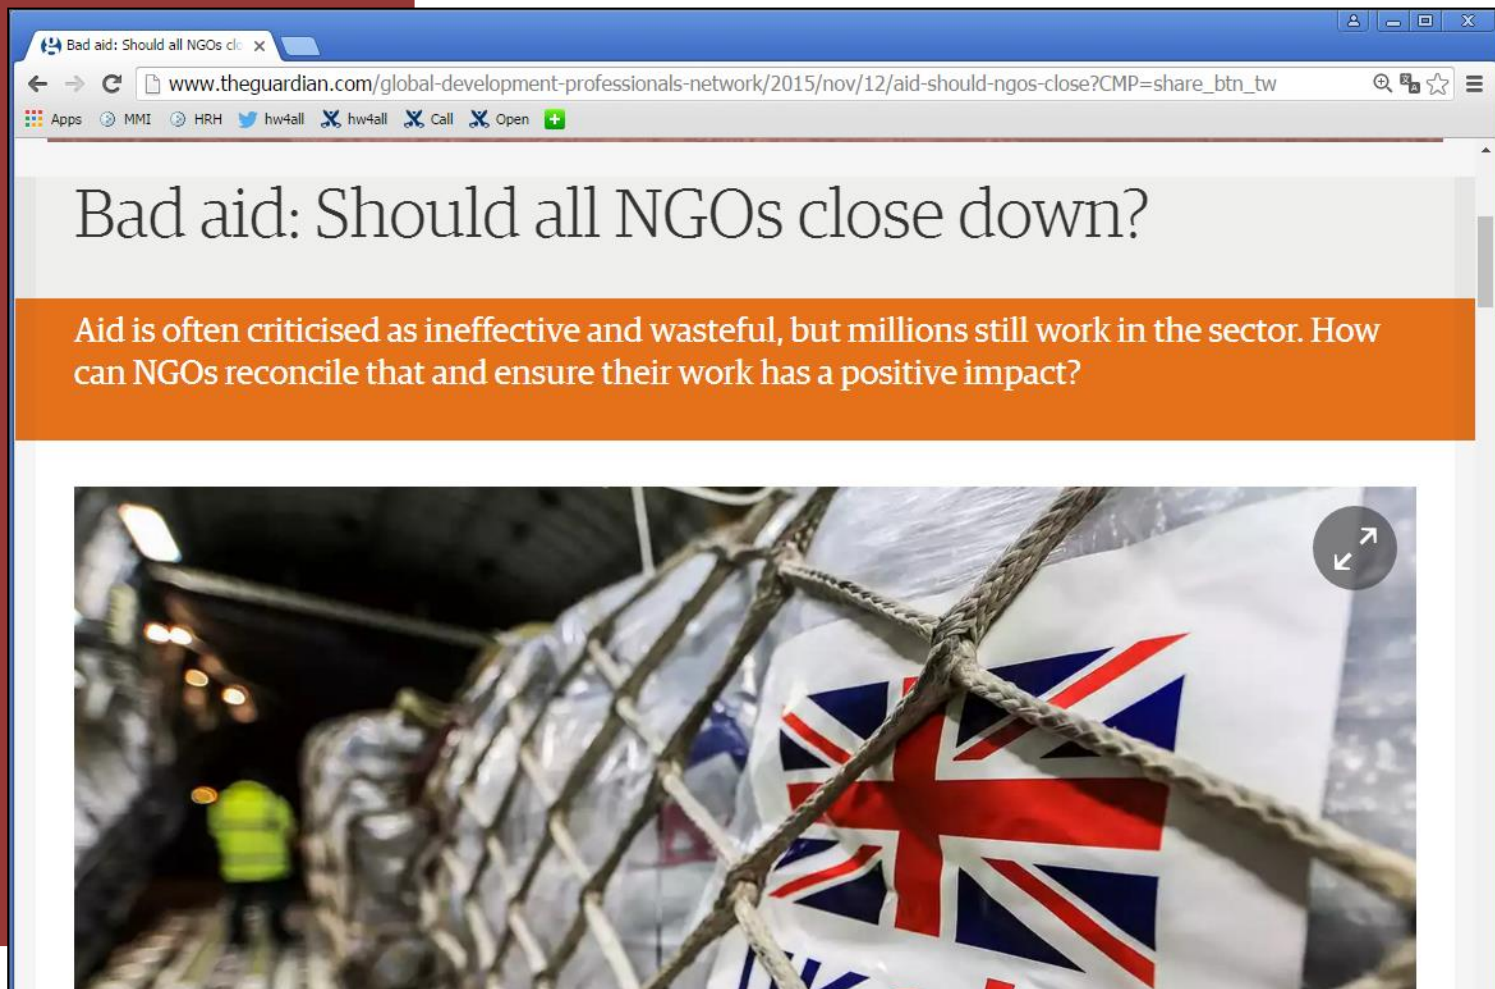 Bad aid: Should all NGOs clo
www.theguardian.com/global-development-professionals-network/2015/nov/12/aid-should-ngos-close?CMP=share_btn_tw
Apps MMI HRH hw4all hw4all Call Open
Bad aid: Should all NGOs close down?
Aid is often criticised as ineffective and wasteful, but millions still work in the sector. How
can NGOs reconcile that and ensure their work has a positive impact?